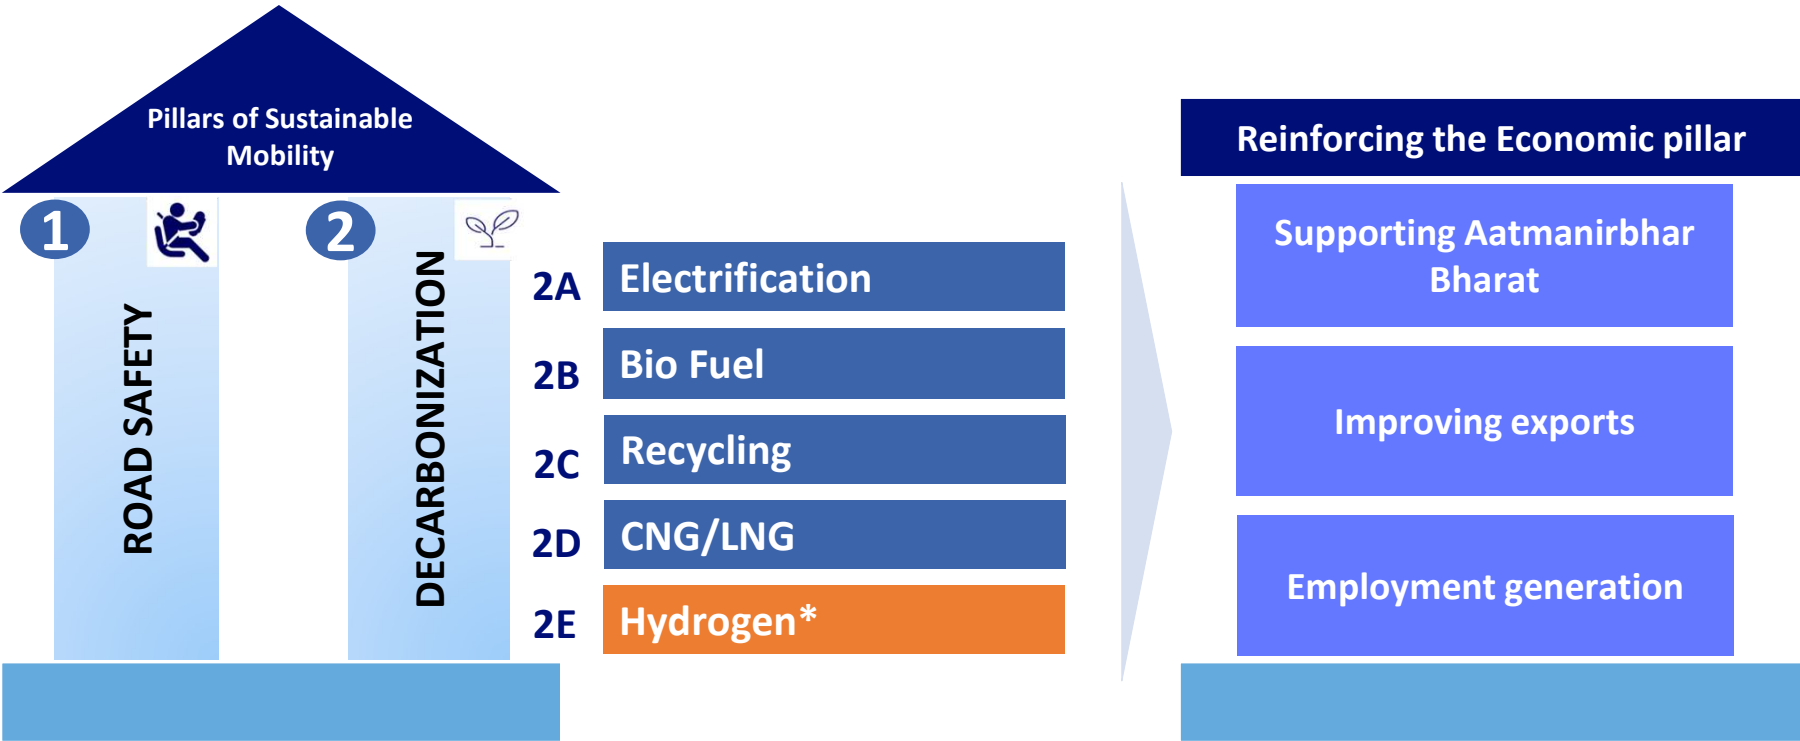 Pillars of Sustainable
Mobility
1
ROAD SAFETY
2
DECARBONIZATION
2A
Electrification
2B
Bio Fuel
2C
Recycling
2D
CNG/LNG
2E
Hydrogen*
Reinforcing the Economic pillar
Supporting Aatmanirbhar
Bharat
Improving exports
Employment generation